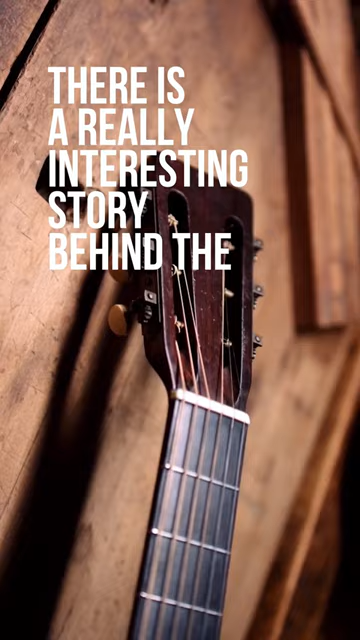 THERE IS
A REALLY
INTERESTING
STORY
BEHIND THE